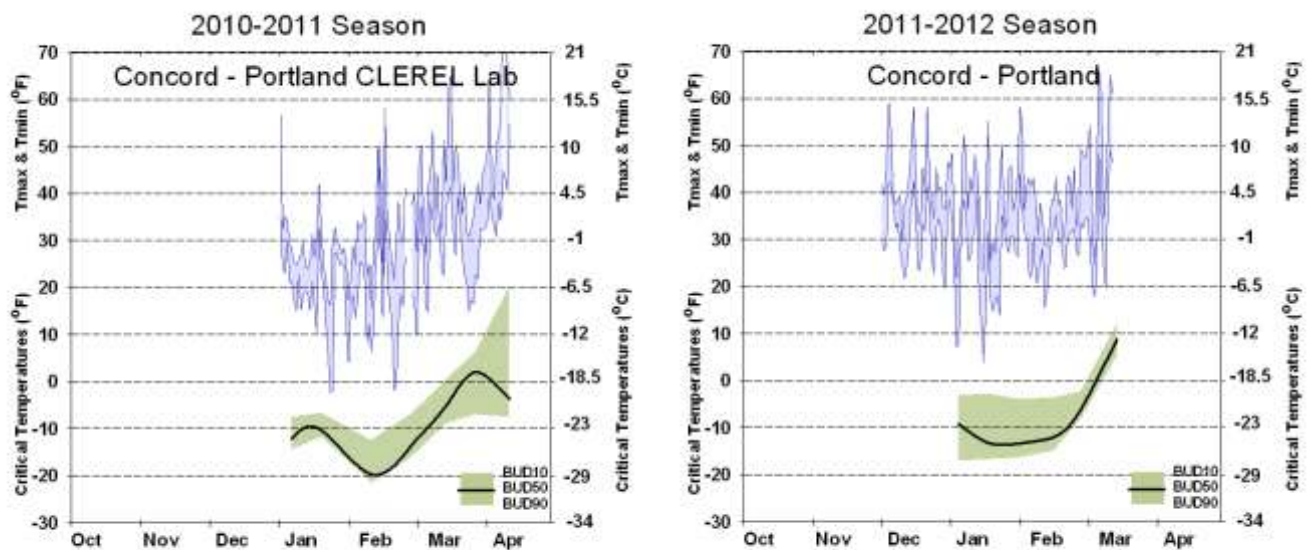 2010-2011 Season
Concord - Portland CLEREL Lab
Tmax & Tmin (°F)
Critical Temperatures (°F)
70
60
50
40
30
20
10
0
-10
-20
-30
21
15.5
10
4.5
-1
-6.5
-12
-18.5
-23
-29
-34
Tmax & Tmin (°C)
Critical Temperatures (°C)
BUD10
BUD50
BUD90
Oct Nov Dec Jan Feb Mar Apr
2011-2012 Season
Concord - Portland
Tmax & Tmin (°F)
Critical Temperatures (°F)
70
60
50
40
30
20
10
0
-10
-20
-30
21
15.5
10
4.5
-1
-6.5
-12
-18.5
-23
-29
-34
Tmax & Tmin (°C)
Critical Temperatures (°C)
BUD10
BUD50
BUD90
Oct Nov Dec Jan Feb Mar Apr